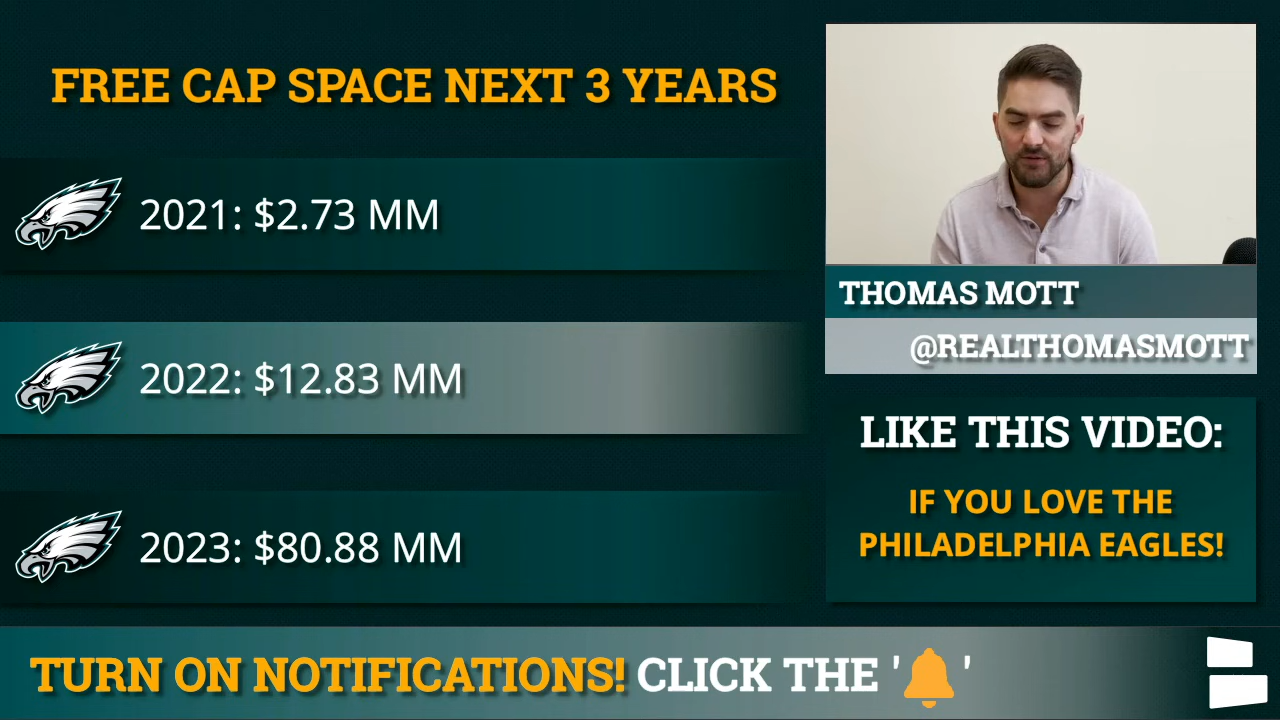 FREE CAP SPACE NEXT 3 YEARS
2021: $2.73 MM
2022: $12.83 MM
2023: $80.88 MM
THOMAS MOTT
@REALTHOMASMOTT
LIKE THIS VIDEO:
IF YOU LOVE THE
PHILADELPHIA EAGLES!
TURN ON NOTIFICATIONS! CLICK THE ' '